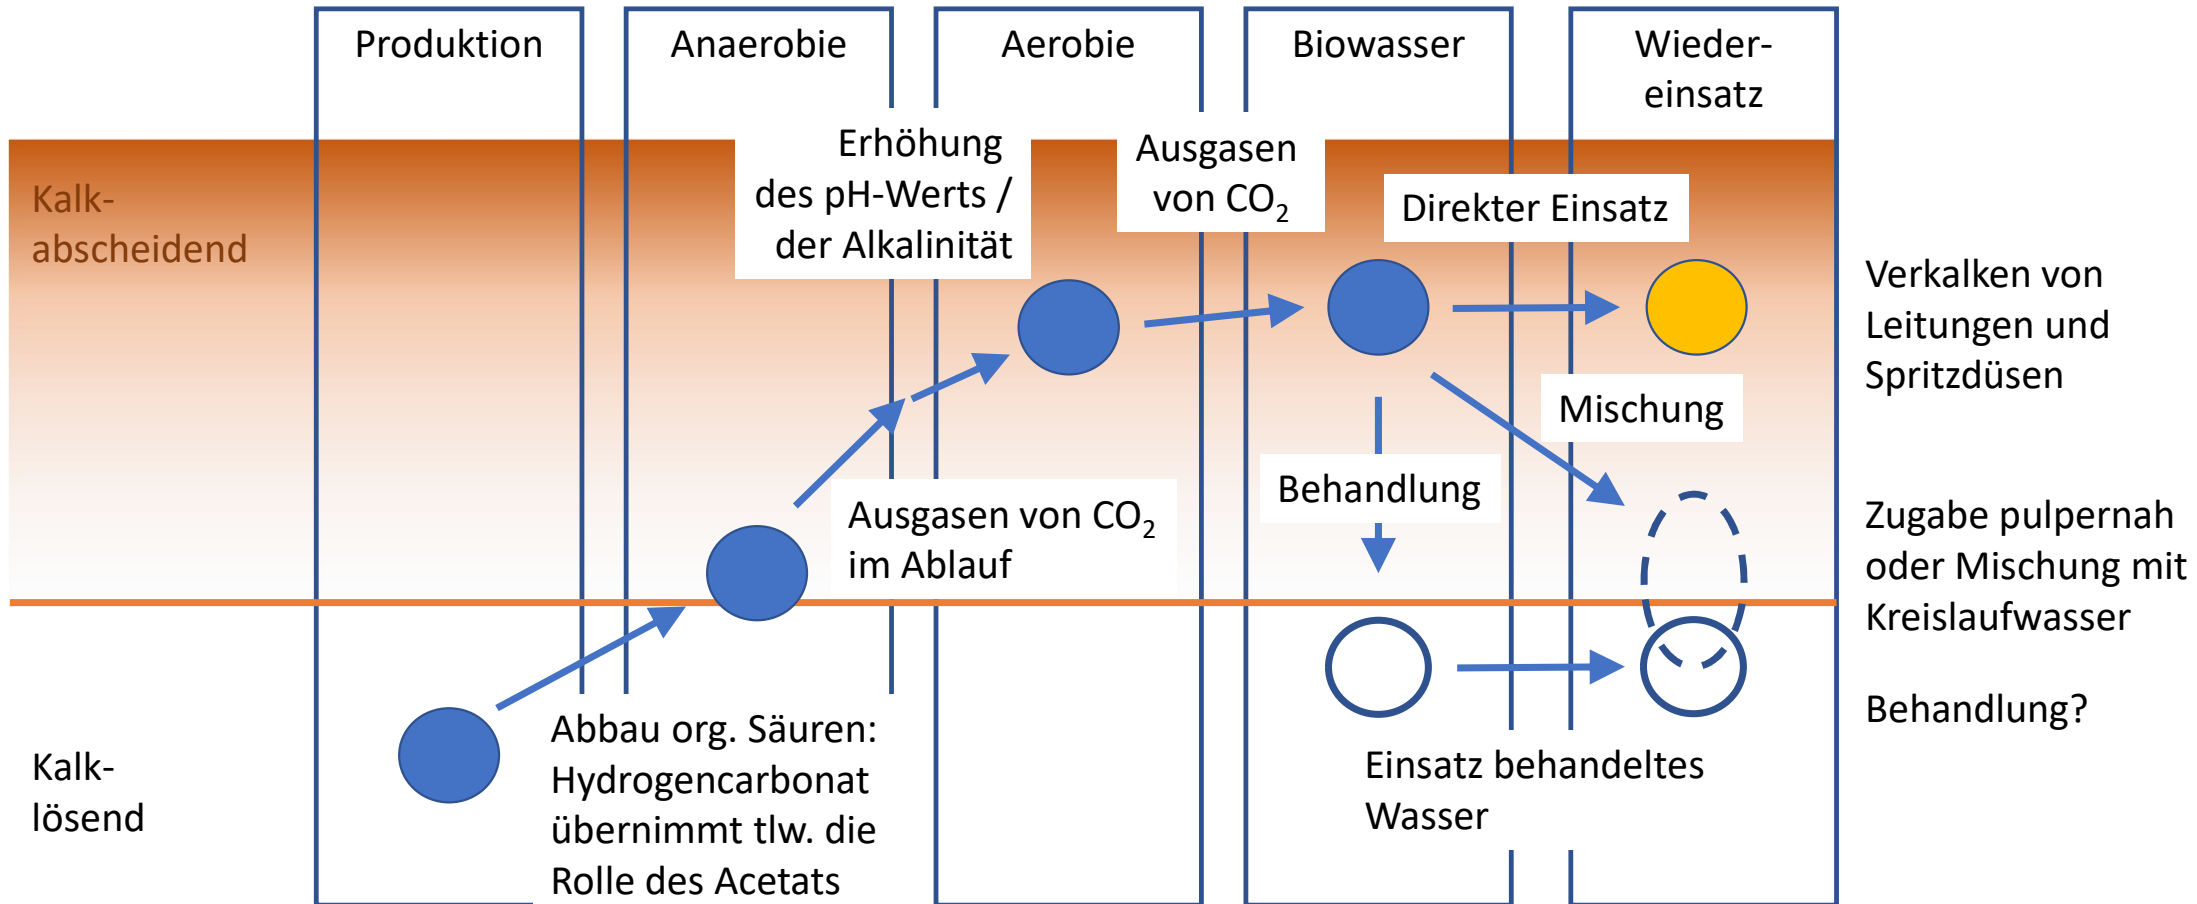 Produktion
Anaerobie
Aerobie
Biowasser
Wieder-
einsatz
Kalk-
abscheidend
Erhöhung
des pH-Werts /
der Alkalinität
Ausgasen
von CO₂
Direkter Einsatz
Verkalken von
Leitungen und
Spritzdüsen
Mischung
Behandlung
Ausgasen von CO₂
im Ablauf
Zugabe pulpernah
oder Mischung mit
Kreislaufwasser
Behandlung?
Kalk-
lösend
Abbau org. Säuren:
Hydrogencarbonat
übernimmt tlw. die
Rolle des Acetats
Einsatz behandeltes
Wasser